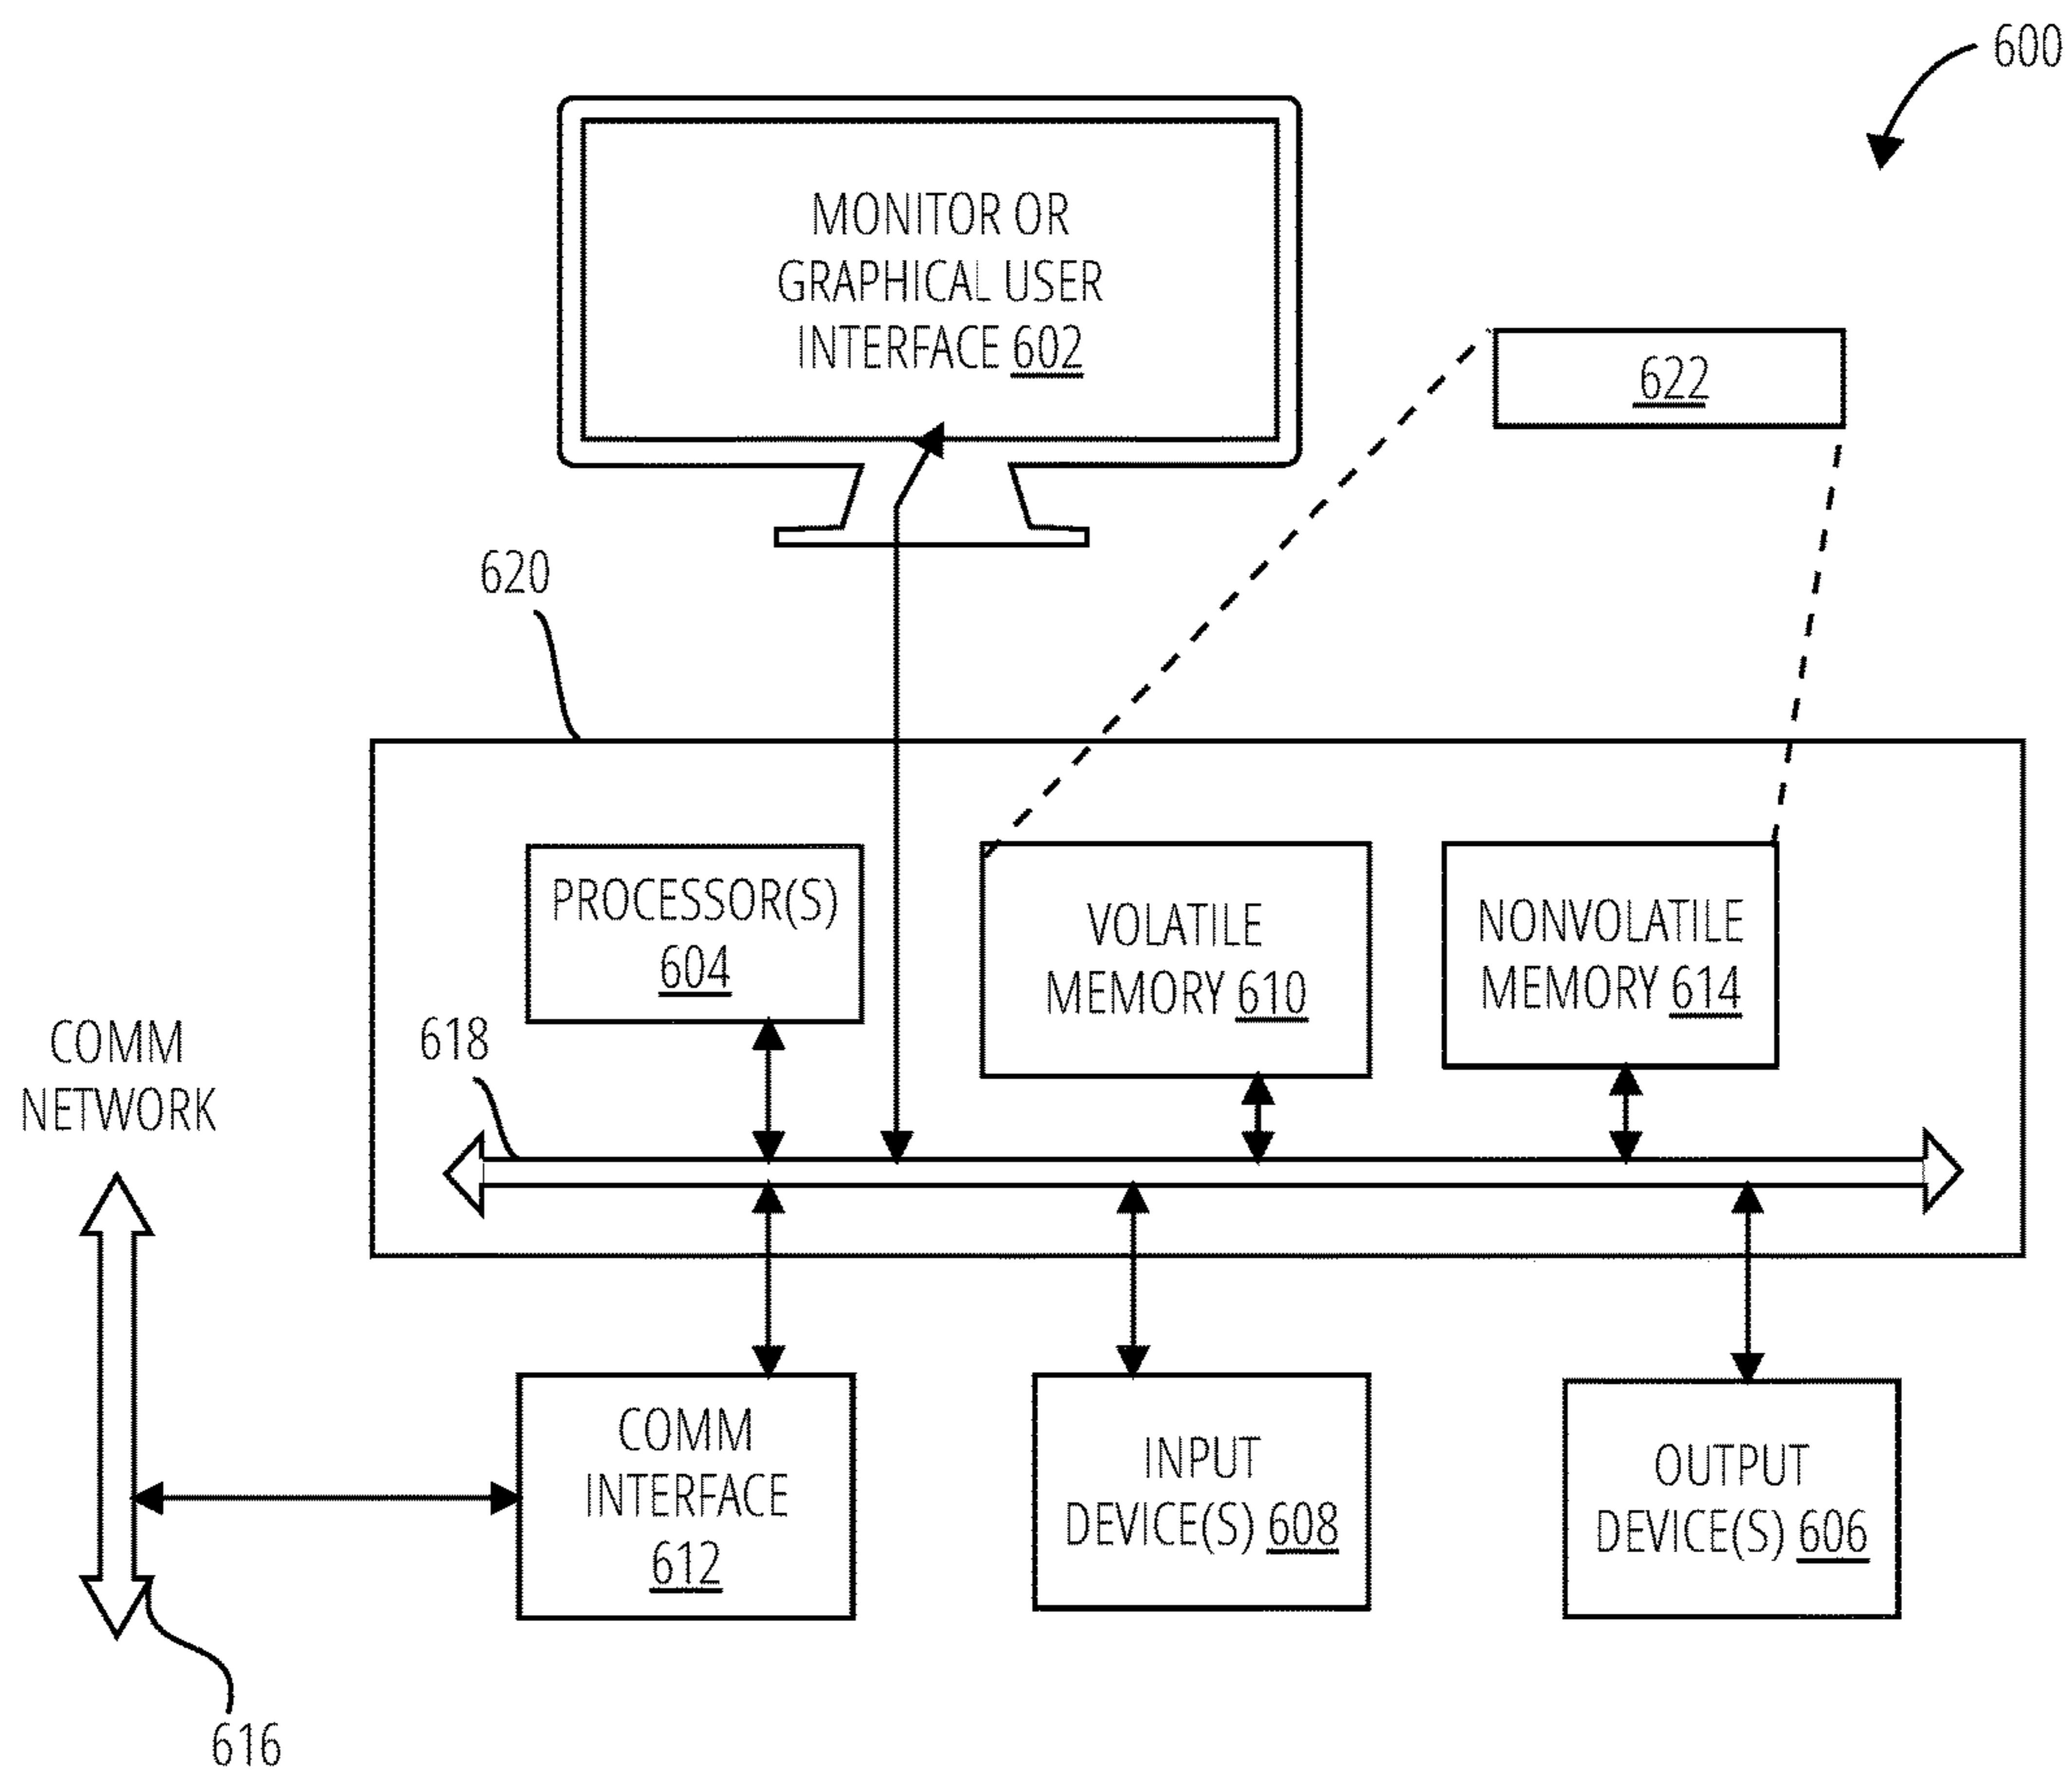 600
MONITOR OR
GRAPHICAL USER
INTERFACE 602
622
620
PROCESSOR(S)
604
VOLATILE
MEMORY 610
NONVOLATILE
MEMORY 614
618
COMM
NETWORK
COMM
INTERFACE
612
INPUT
DEVICE(S) 608
OUTPUT
DEVICE(S) 606
616